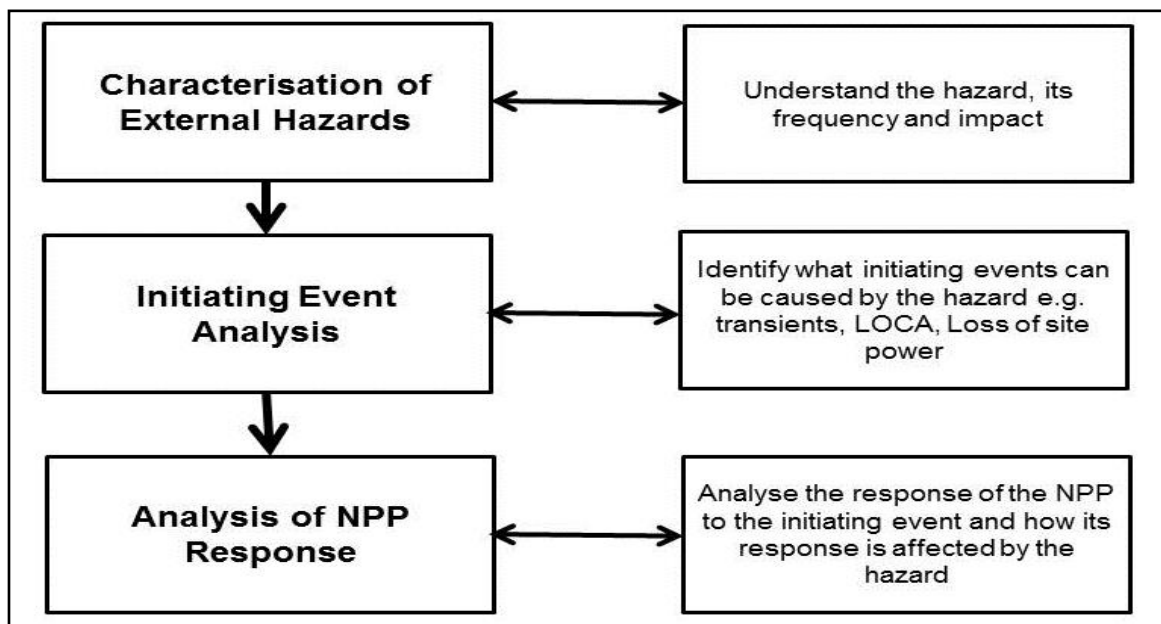 Characterisation of
External Hazards
Understand the hazard, its
frequency and impact
Initiating Event
Analysis
Identify what initiating events can
be caused by the hazard e.g.
transients, LOCA, Loss of site
power
Analysis of NPP
Response
Analyse the response of the NPP
to the initiating event and how its
response is affected by the
hazard